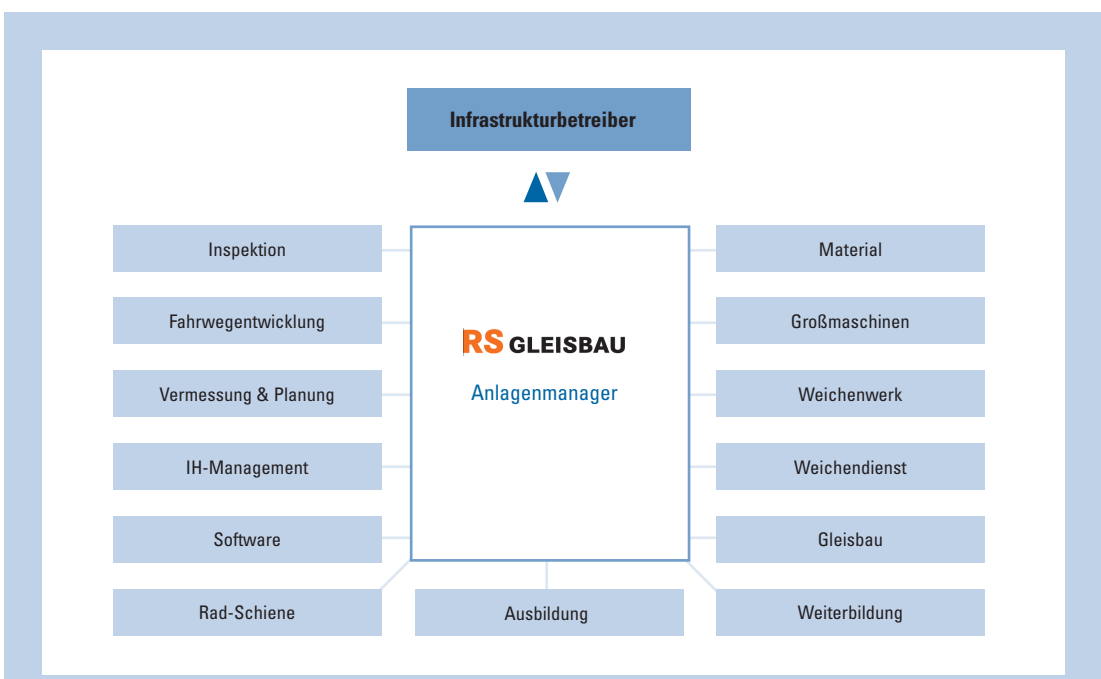 Infrastrukturbetreiber
Inspektion
Material
Fahrwegentwicklung
Großmaschinen
RS GLEISBAU
Vermessung & Planung
Anlagenmanager
Weichenwerk
IH-Management
Weichendienst
Software
Gleisbau
Rad-Schiene
Ausbildung
Weiterbildung